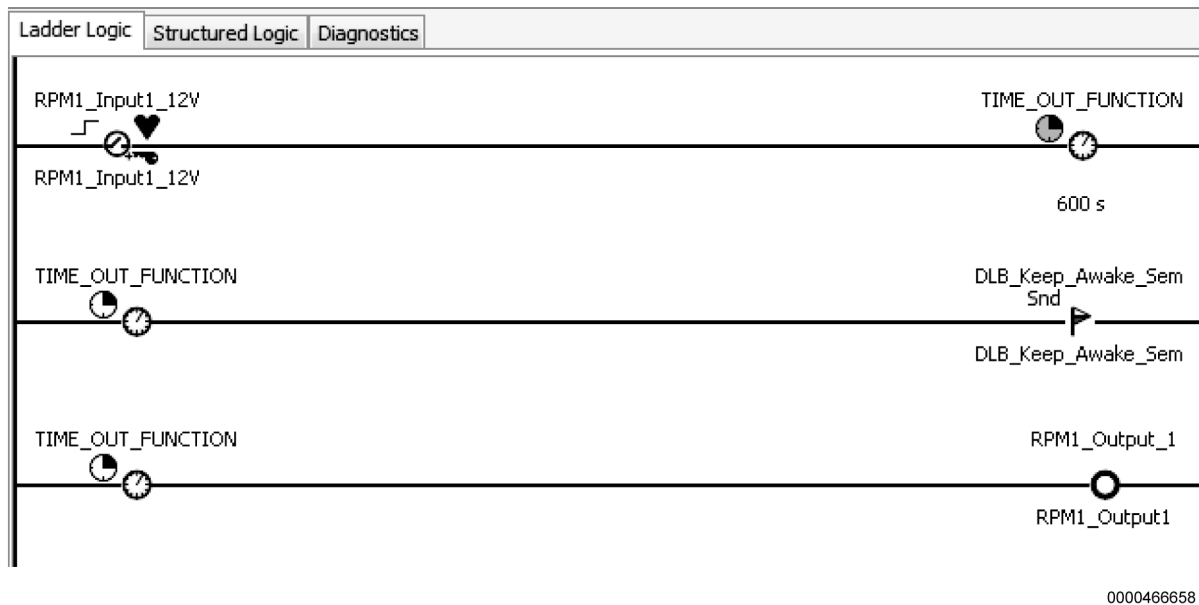 Ladder Logic Structured Logic Diagnostics
RPM1_Input1_12V TIME_OUT_FUNCTION
RPM1_Input1_12V
600 s
TIME_OUT_FUNCTION DLB_Keep_Awake_Sem
Snd
DLB_Keep_Awake_Sem
TIME_OUT_FUNCTION RPM1_Output_1
RPM1_Output1
0000466658